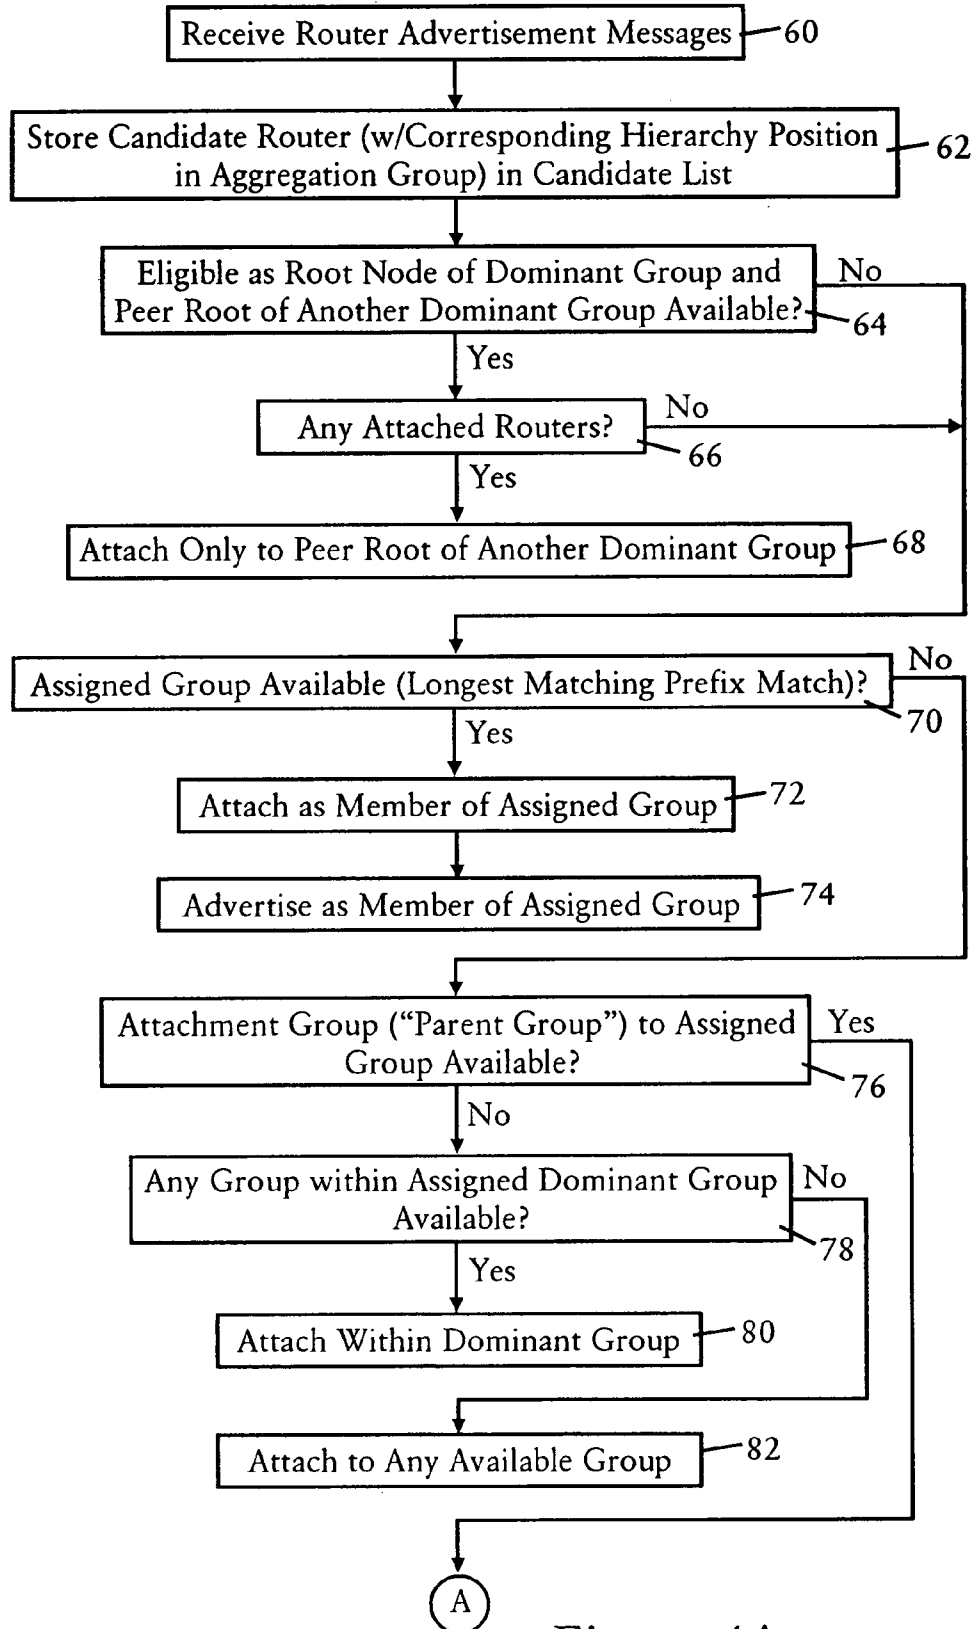 Receive Router Advertisement Messages
60
Store Candidate Router (w/Corresponding Hierarchy Position
in Aggregation Group) in Candidate List
62
Eligible as Root Node of Dominant Group and
Peer Root of Another Dominant Group Available?
No
64
Yes
Any Attached Routers?
No
66
Yes
Attach Only to Peer Root of Another Dominant Group
68
Assigned Group Available (Longest Matching Prefix Match)?
No
70
Yes
Attach as Member of Assigned Group
72
Advertise as Member of Assigned Group
74
Attachment Group (“Parent Group”) to Assigned
Group Available?
Yes
76
No
Any Group within Assigned Dominant Group
Available?
No
78
Yes
Attach Within Dominant Group
80
Attach to Any Available Group
82
A